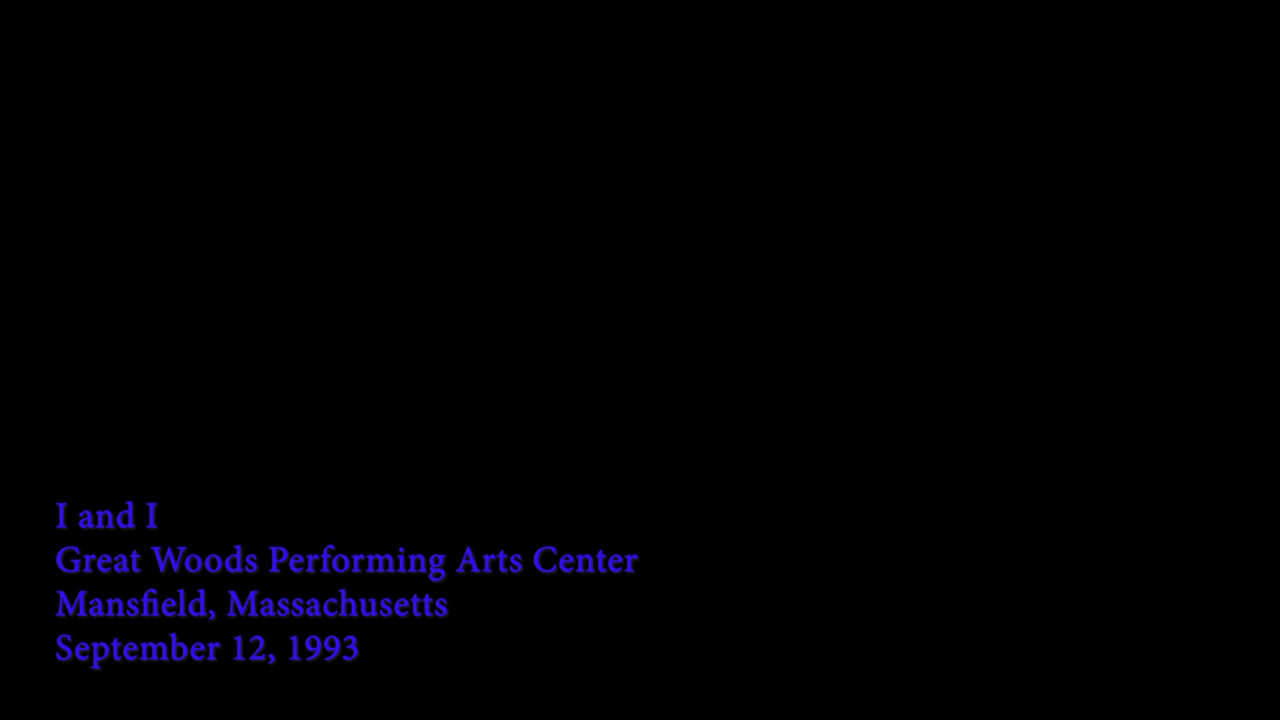 I and I
Great Woods Performing Arts Center
Mansfield, Massachusetts
September 12, 1993